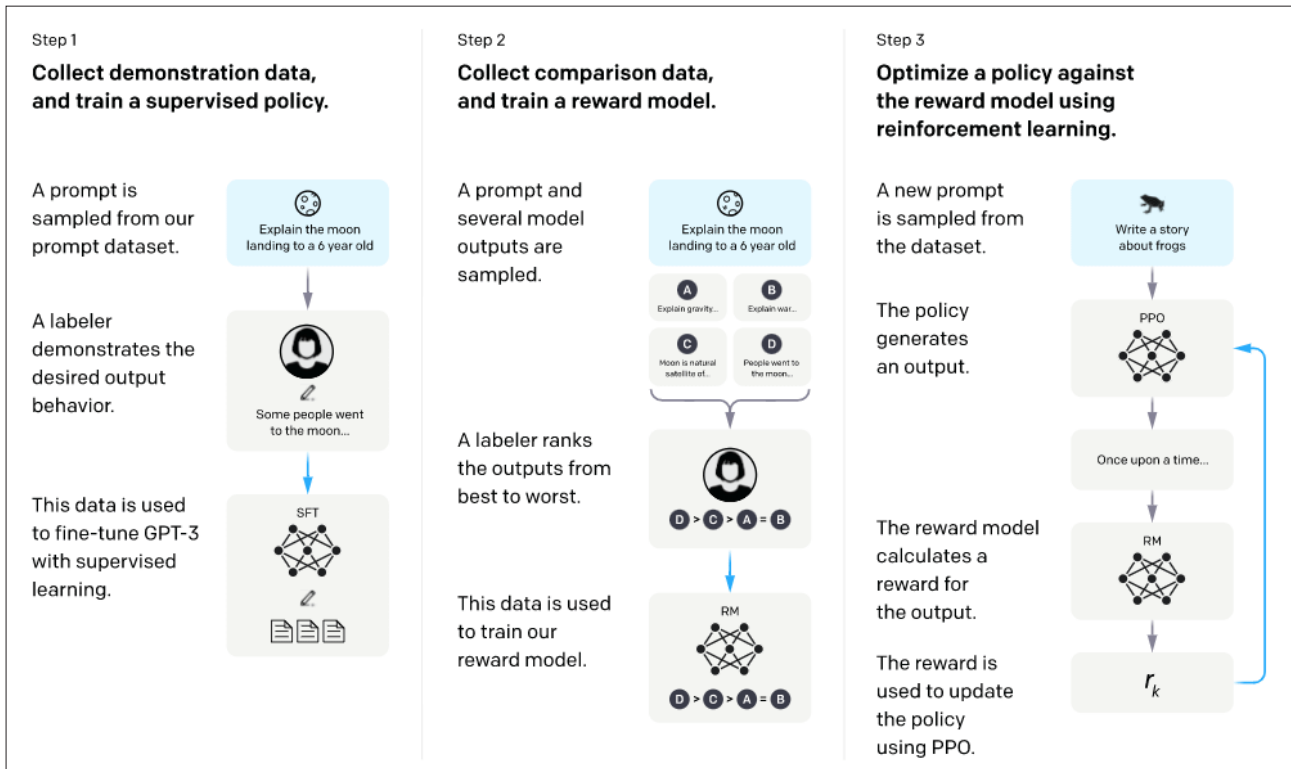 Step 1
Collect demonstration data,
and train a supervised policy.
A prompt is
sampled from our
prompt dataset.
Explain the moon
landing to a 6 year old
A labeler
demonstrates the
desired output
behavior.
Some people went
to the moon...
This data is used
to fine-tune GPT-3
with supervised
learning.
SFT
Step 2
Collect comparison data,
and train a reward model.
A prompt and
several model
outputs are
sampled.
Explain the moon
landing to a 6 year old
A
Explain gravity...
B
Explain war...
C
Moon is natural
satellite of...
D
People went to
the moon...
A labeler ranks
the outputs from
best to worst.
D > C > A = B
This data is used
to train our
reward model.
RM
D > C > A = B
Step 3
Optimize a policy against
the reward model using
reinforcement learning.
A new prompt
is sampled from
the dataset.
Write a story
about frogs
The policy
generates
an output.
PPO
Once upon a time...
The reward model
calculates a
reward for
the output.
RM
The reward is
used to update
the policy
using PPO.
rk